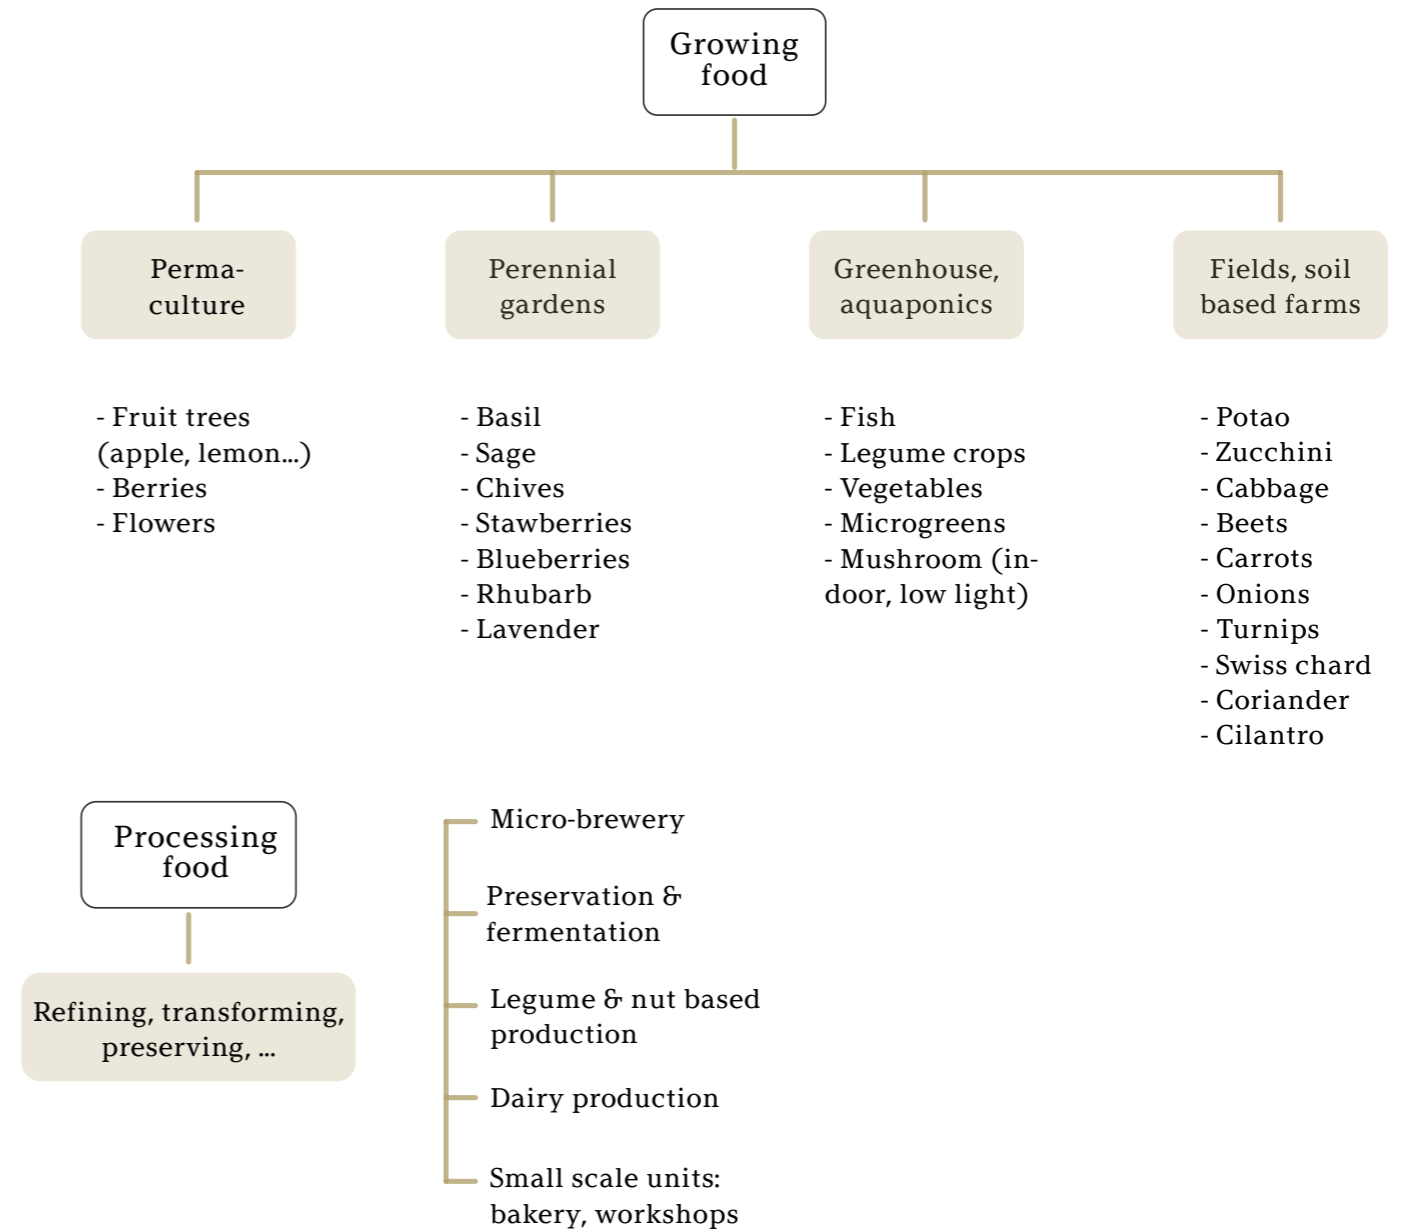 Growing
food
Perma-
culture
Perennial
gardens
Greenhouse,
aquaponics
Fields, soil
based farms
- Fruit trees
(apple, lemon...)
- Berries
- Flowers
- Basil
- Sage
- Chives
- Stawberries
- Blueberries
- Rhubarb
- Lavender
- Fish
- Legume crops
- Vegetables
- Microgreens
- Mushroom (in-
door, low light)
- Potao
- Zucchini
- Cabbage
- Beets
- Carrots
- Onions
- Turnips
- Swiss chard
- Coriander
- Cilantro
Processing
food
Refining, transforming,
preserving, ...
Micro-brewery
Preservation &
fermentation
Legume & nut based
production
Dairy production
Small scale units:
bakery, workshops